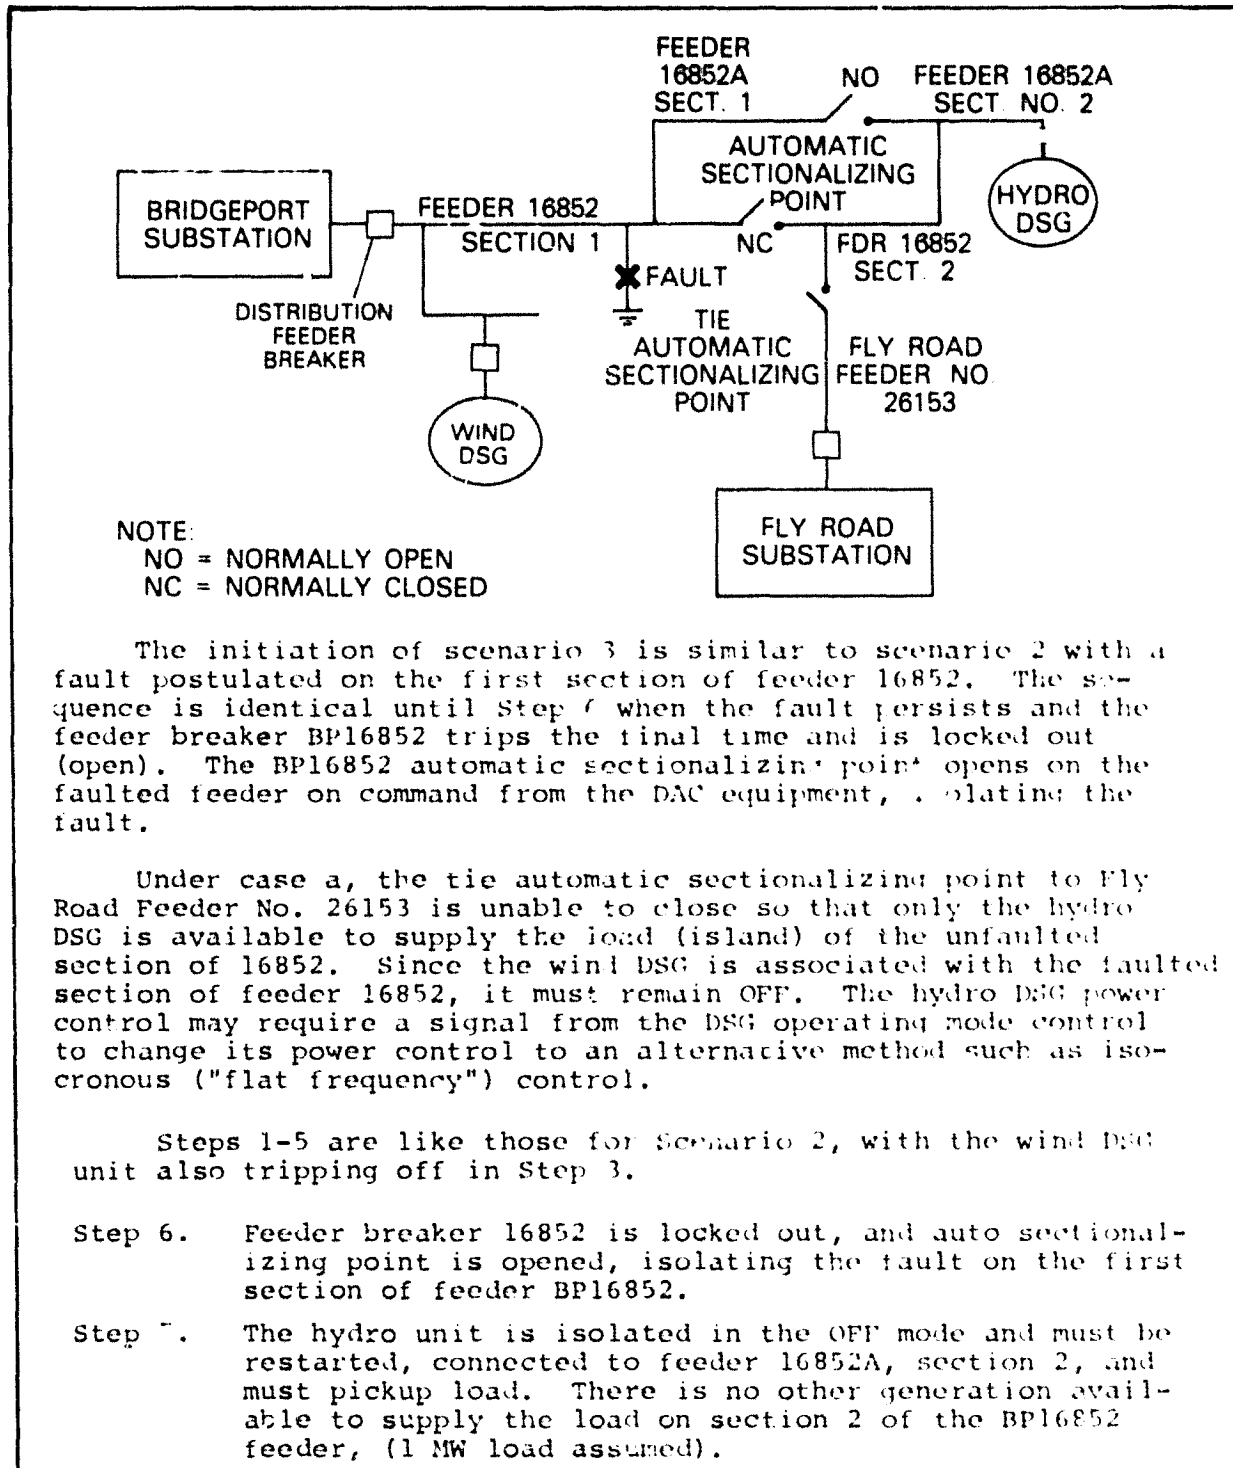 FEEDER
16852A
SECT. 1
NO
FEEDER 16852A
SECT. NO. 2
AUTOMATIC
SECTIONALIZING
POINT
HYDRO
DSG
BRIDGEPORT
SUBSTATION
FEEDER 16852
SECTION 1
NC
FDR 16852
SECT. 2
FAULT
DISTRIBUTION
FEEDER
BREAKER
TIE
AUTOMATIC
SECTIONALIZING
POINT
FLY ROAD
FEEDER NO.
26153
WIND
DSG
FLY ROAD
SUBSTATION
NOTE:
NO = NORMALLY OPEN
NC = NORMALLY CLOSED
The initiation of scenario 3 is similar to scenario 2 with a
fault postulated on the first section of feeder 16852. The se-
quence is identical until Step when the fault persists and the
feeder breaker BP16852 trips the final time and is locked out
(open). The BP16852 automatic sectionalizing point opens on the
faulted feeder on command from the DAC equipment, the
fault.
Under case a, the tie automatic sectionalizing point to Fly
Road Feeder No. 26153 is unable to close so that only the hydro
DSG is available to supply the load (island) of the unfaulted
section of 16852. Since the wind DSG is associated with the faulted
section of feeder 16852, it must remain OFF. The hydro DSG power
control may require a signal from the DSG operating mode control
to change its power control to an alternative method such as iso-
cronous ("flat frequency") control.
Steps 1-5 are like those for Scenario 2, with the wind DSG
unit also tripping off in Step 3.
Step 6. Feeder breaker 16852 is locked out, and auto sectional-
izing point is opened, isolating the fault on the first
section of feeder BP16852.
Step The hydro unit is isolated in the OFF mode and must be
restarted, connected to feeder 16852A, section 2, and
must pickup load. There is no other generation avail-
able to supply the load on section 2 of the BP16852
feeder, (1 MW load assumed).